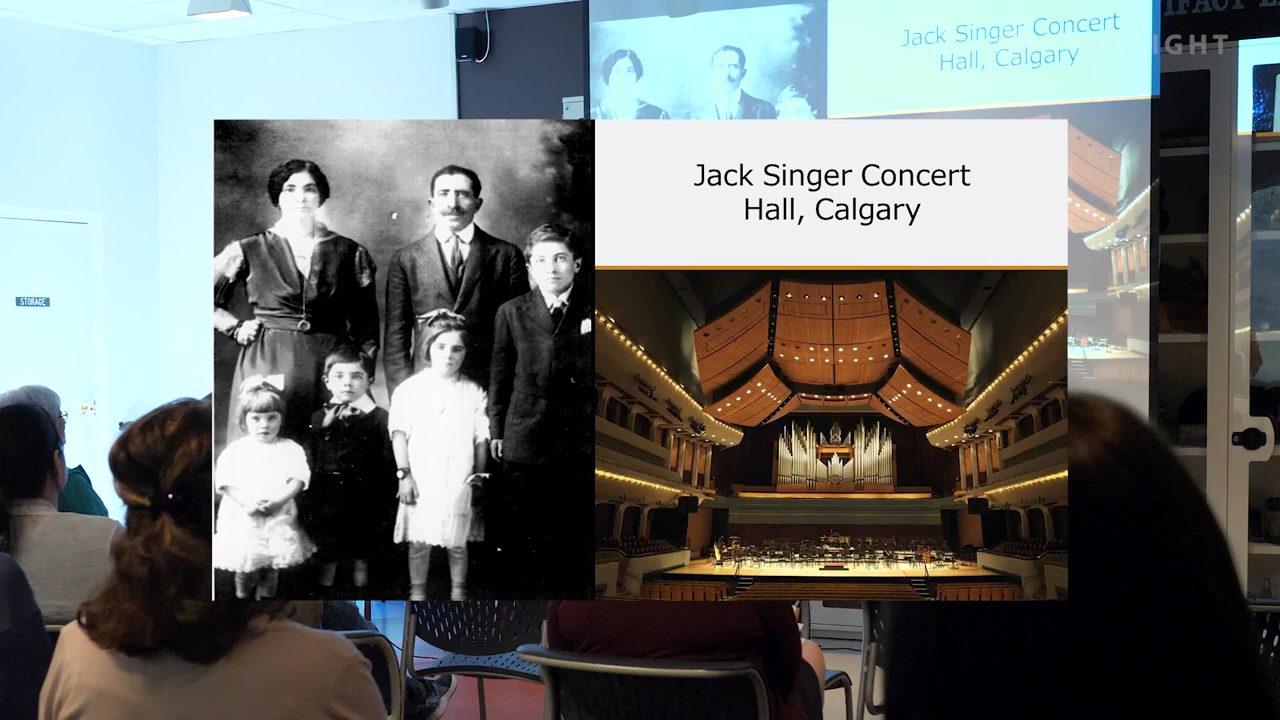 Jack Singer Concert
Hall, Calgary
IGHT
Jack Singer Concert
Hall, Calgary
STORAGE